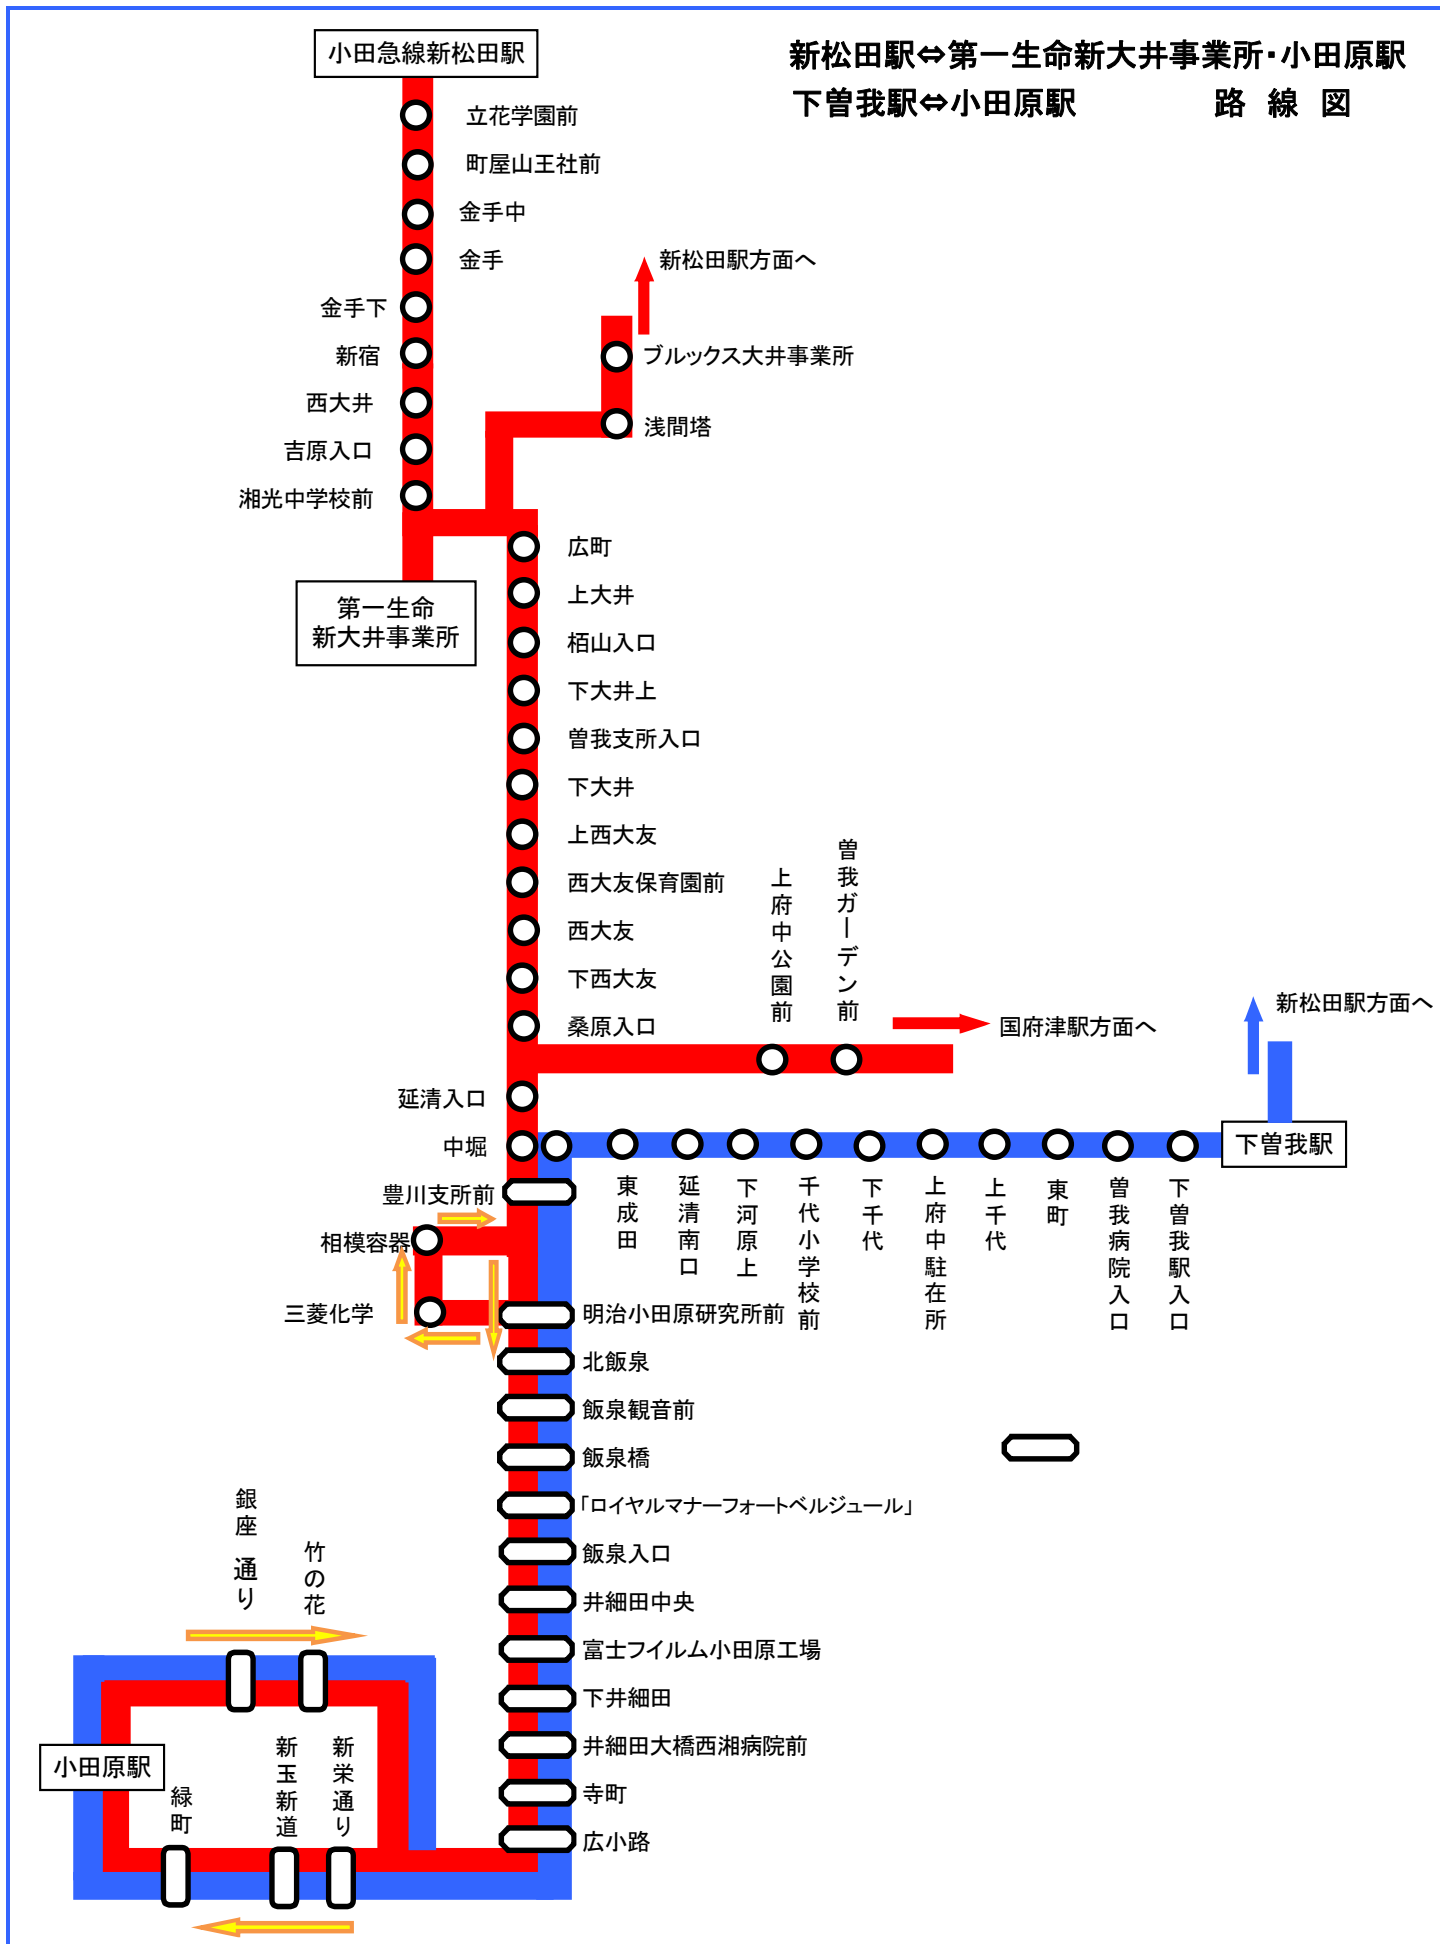 小田急線新松田駅
新松田駅⇔第一生命新大井事業所・小田原駅
下曽我駅⇔小田原駅 路 線 図
立花学園前
町屋山王社前
金手中
金手
金手下
新宿
西大井
吉原入口
湘光中学校前
新松田駅方面へ
ブルックス大井事業所
浅間塔
第一生命
新大井事業所
広町
上大井
栢山入口
下大井上
曽我支所入口
下大井
上西大友
西大友保育園前
西大友
下西大友
桑原入口
上府中公園前
曽我ガーデン前
国府津駅方面へ
新松田駅方面へ
延清入口
中堀
下曽我駅
豊川支所前
東成田
延清南口
下河原上
千代小学校前
下千代
上府中駐在所
上千代
東町
曽我病院入口
下曽我駅入口
相模容器
三菱化学
明治小田原研究所前
北飯泉
飯泉観音前
飯泉橋
「ロイヤルマナーフォートベルジュール」
飯泉入口
井細田中央
富士フイルム小田原工場
下井細田
井細田大橋西湘病院前
寺町
広小路
銀座 通り
竹の花
小田原駅
緑町
新玉新道
新栄通り